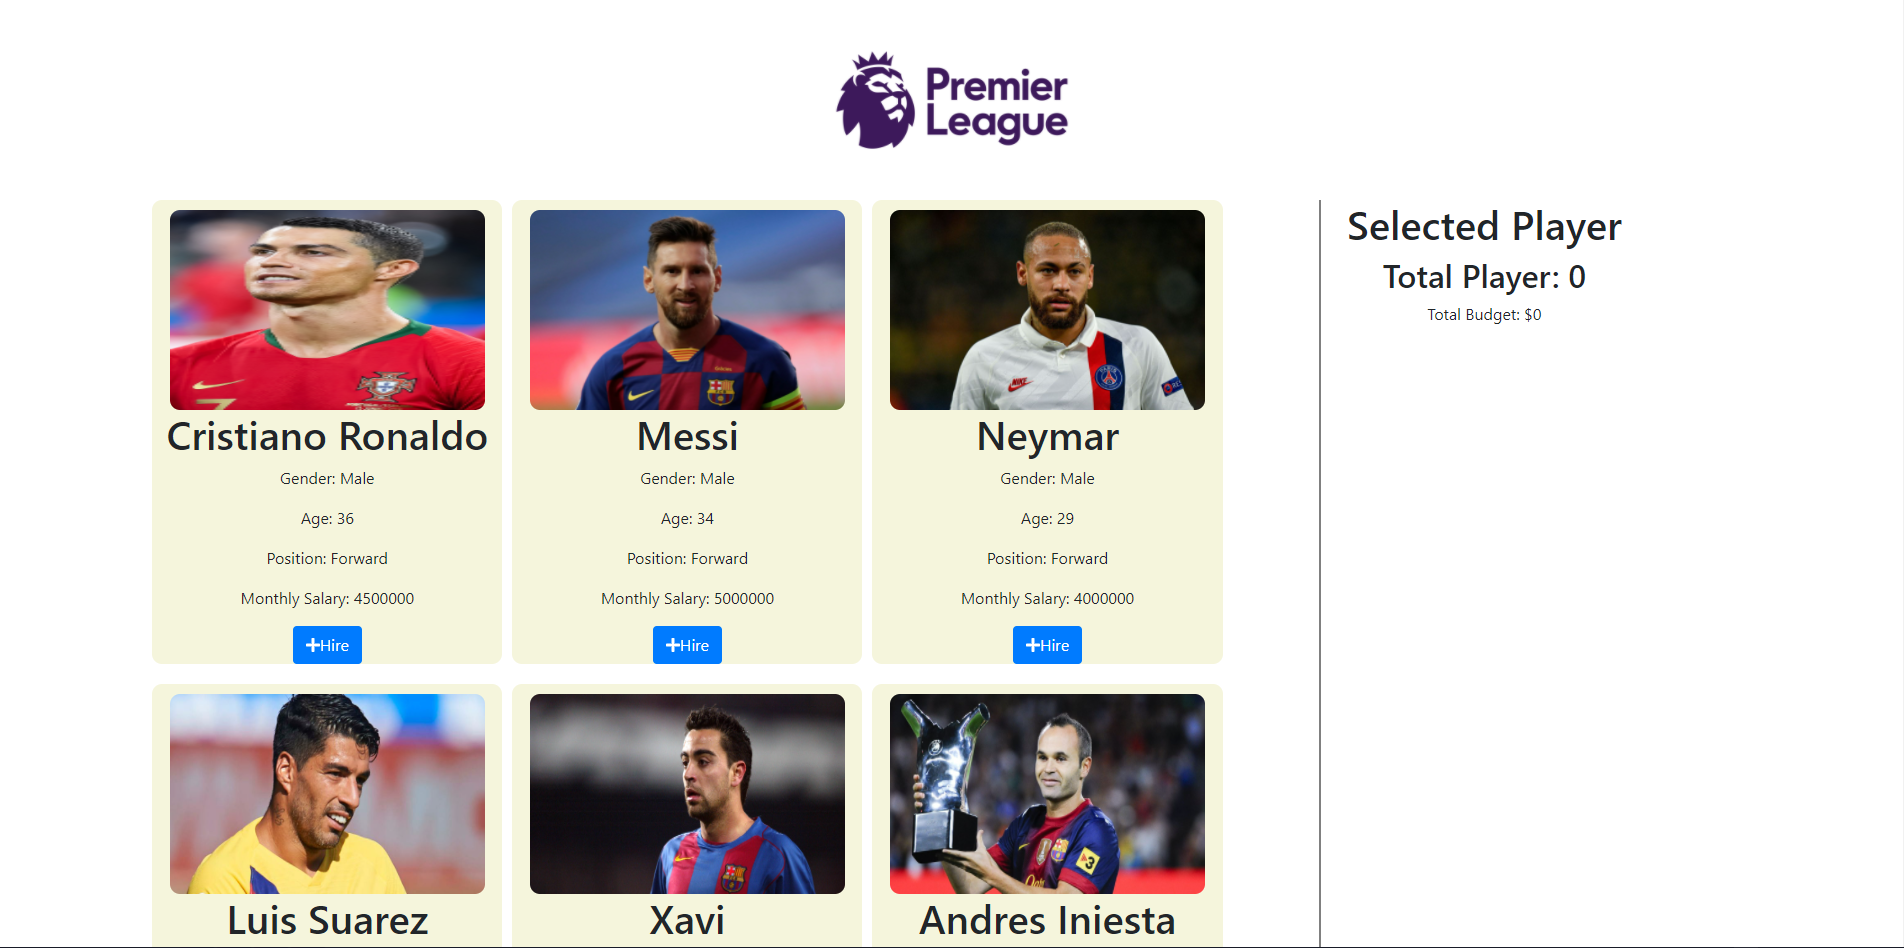 Premier
League
Cristiano Ronaldo
Gender: Male
Age: 36
Position: Forward
Monthly Salary: 4500000
Hire
Messi
Gender: Male
Age: 34
Position: Forward
Monthly Salary: 5000000
Hire
Neymar
Gender: Male
Age: 29
Position: Forward
Monthly Salary: 4000000
Hire
Luis Suarez
Xavi
Andres Iniesta
3
Selected Player
Total Player: 0
Total Budget: $0